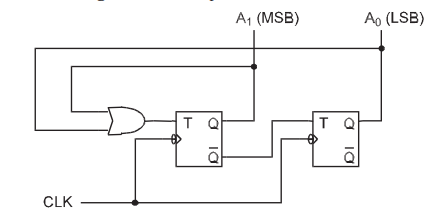 A₁ (MSB) A₀ (LSB)
T Q T Q
Q̅ Q̅
CLK